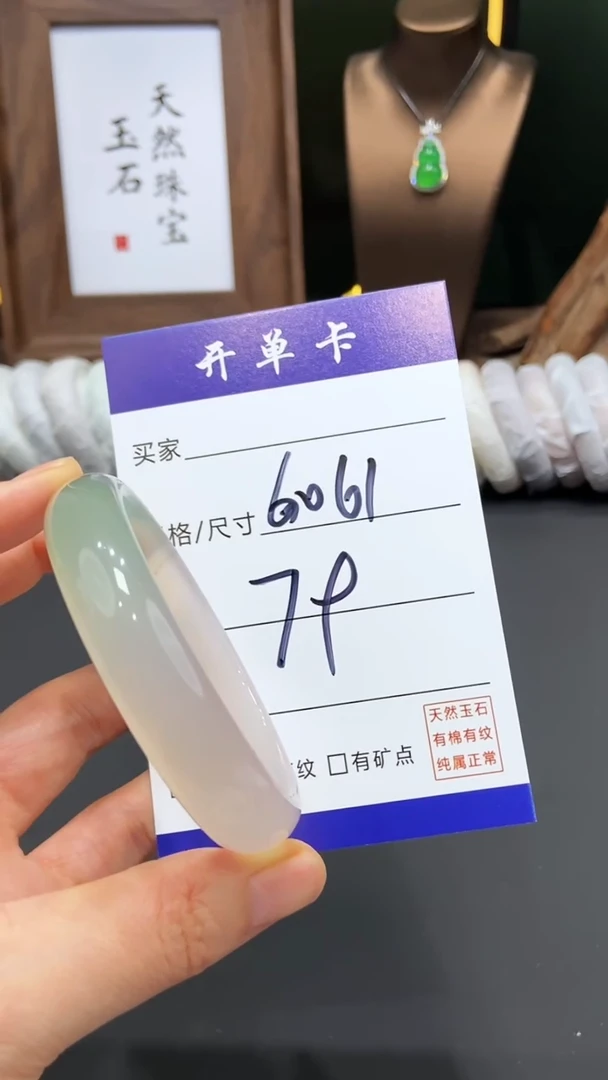 天然珠宝
玉石
开单卡
买家
格/尺寸 6061
79
纹 □有矿点
天然玉石
有棉有纹
纯属正常